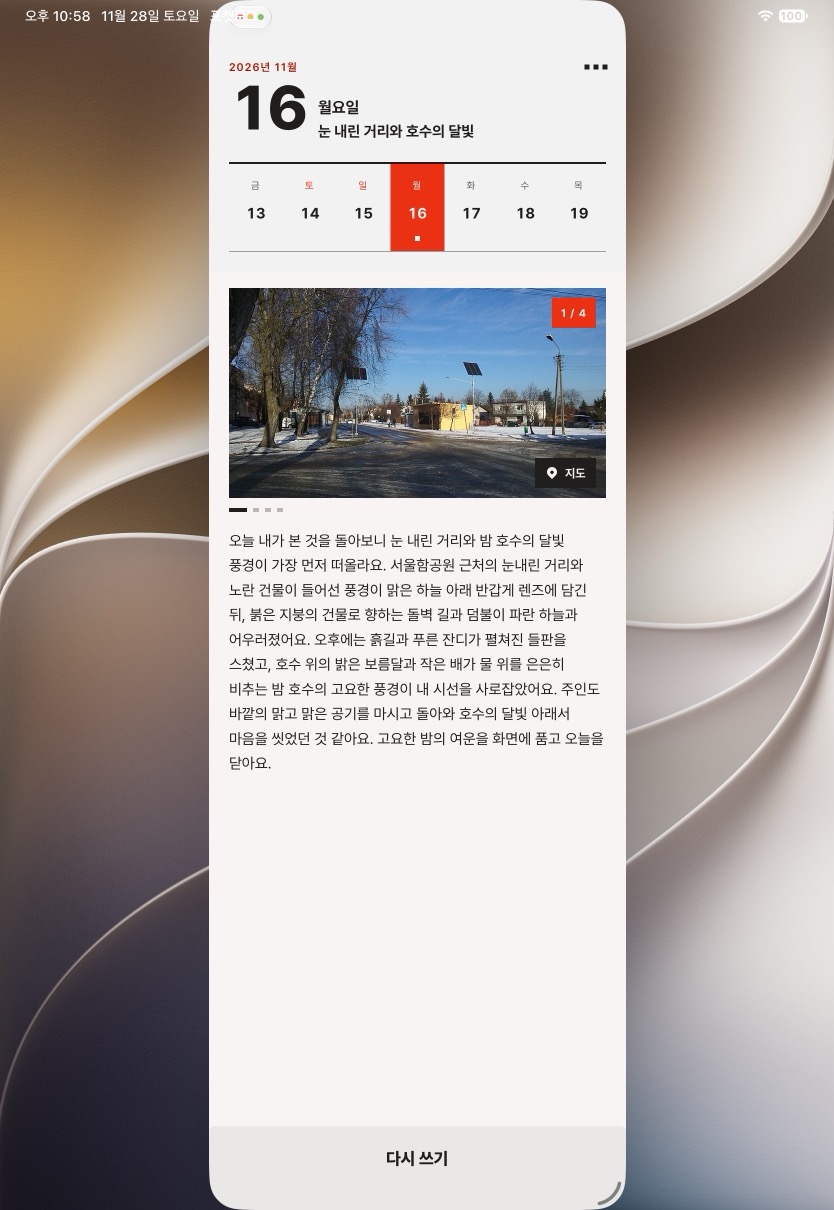 오후 10:58 11월 28일 토요일
100
2026년 11월
16
월요일
눈 내린 거리와 호수의 달빛
금 토 일 월 화 수 목
13 14 15 16 17 18 19
1 / 4
지도
오늘 내가 본 것을 돌아보니 눈 내린 거리와 밤 호수의 달빛
풍경이 가장 먼저 떠올라요. 서울함공원 근처의 눈내린 거리와
노란 건물이 들어선 풍경이 맑은 하늘 아래 반갑게 렌즈에 담긴
뒤, 붉은 지붕의 건물로 향하는 돌벽 길과 덤불이 파란 하늘과
어우러졌어요. 오후에는 흙길과 푸른 잔디가 펼쳐진 들판을
스쳤고, 호수 위의 밝은 보름달과 작은 배가 물 위를 은은히
비추는 밤 호수의 고요한 풍경이 내 시선을 사로잡았어요. 주인도
바깥의 맑고 맑은 공기를 마시고 돌아와 호수의 달빛 아래서
마음을 씻었던 것 같아요. 고요한 밤의 여운을 화면에 품고 오늘을
닫아요.
다시 쓰기